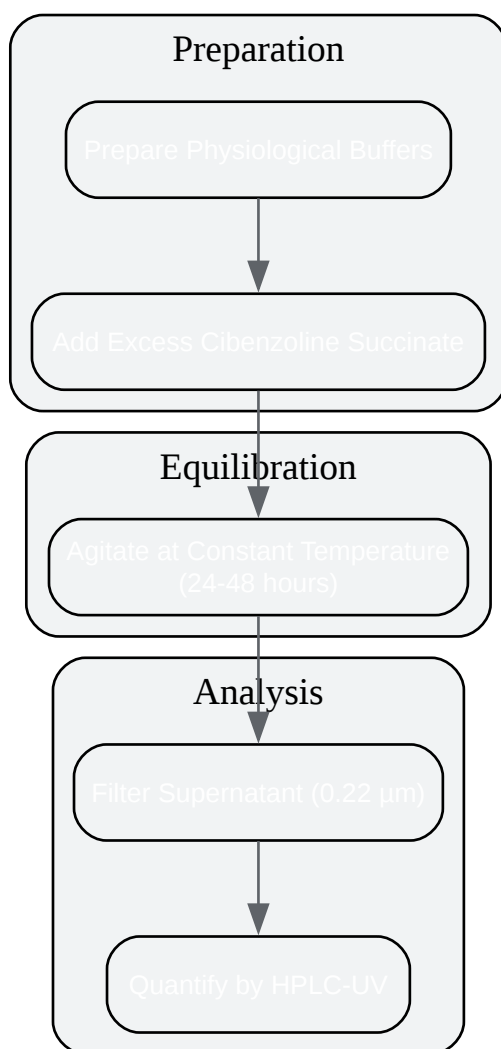 Preparation
Prepare Physiological Buffers
Add Excess Cibenzoline Succinate
Equilibration
Agitate at Constant Temperature
(24-48 hours)
Analysis
Filter Supernatant (0.22 µm)
Quantify by HPLC-UV